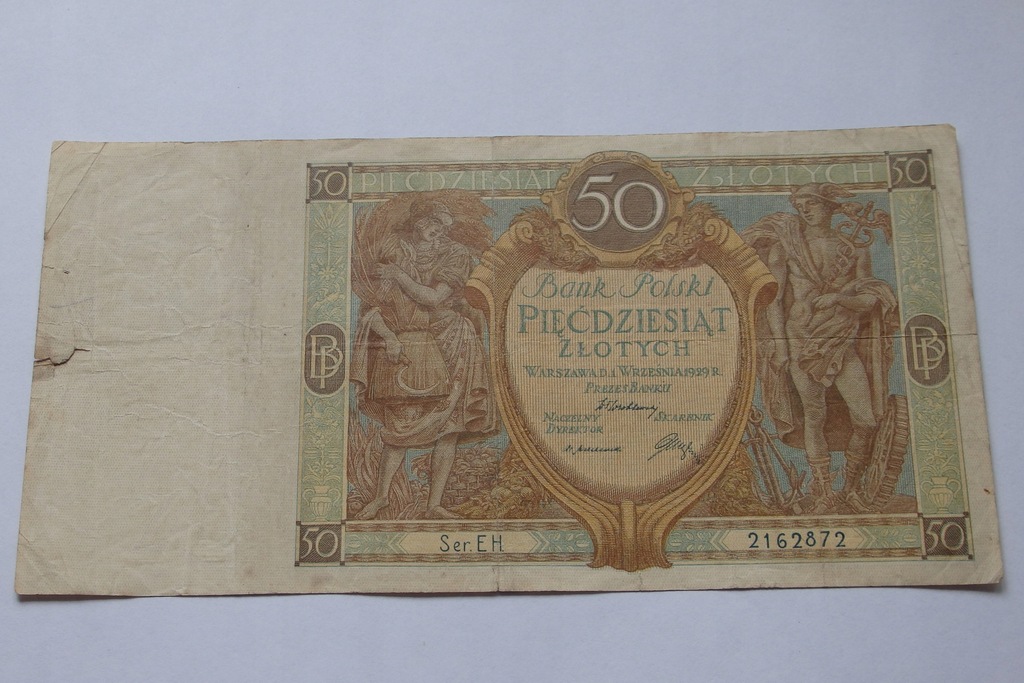 50 PIĘĆDZIESIĄT 50 ZŁOTYCH 50
Bank Polski
PIĘĆDZIESIĄT
ZŁOTYCH
WARSZAWA D. 1 WRZEŚNIA 1929 R.
PREZES BANKU
NACZELNY SKARBNIK
DYREKTOR
BP BP
50 Ser. EH. 2162872 50